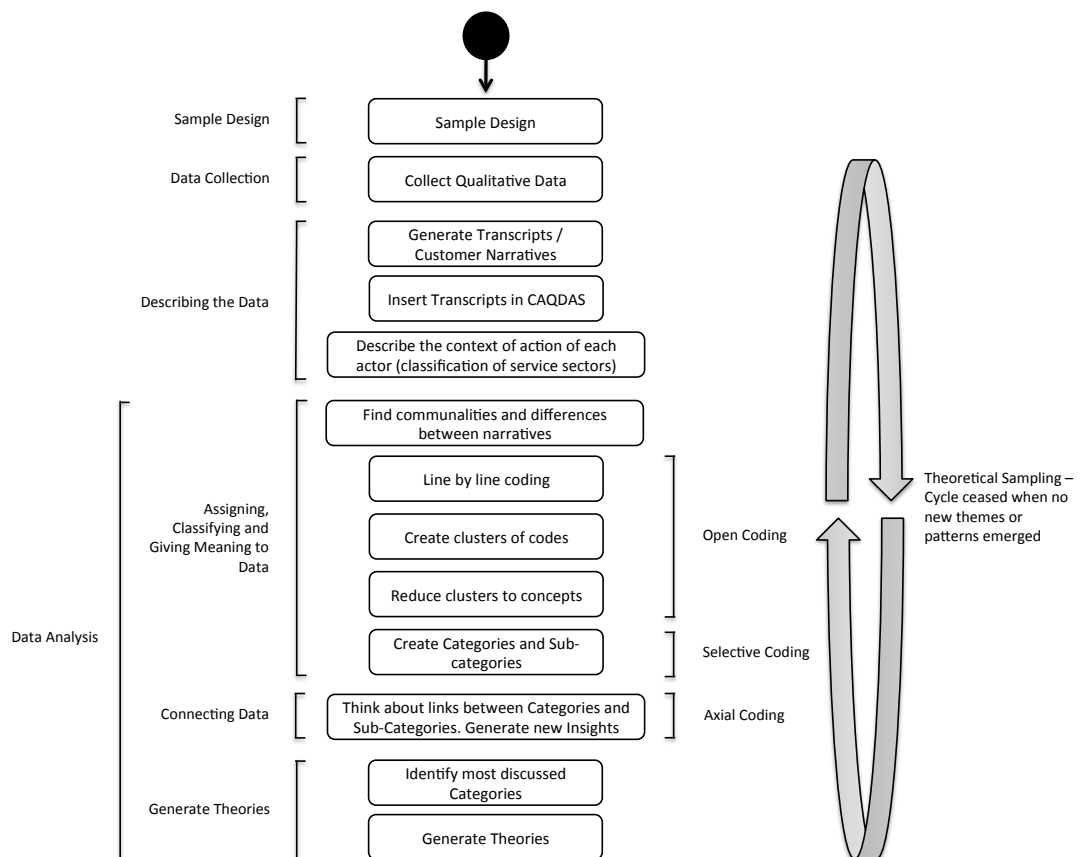 Sample Design
Sample Design
Data Collection
Collect Qualitative Data
Generate Transcripts /
Customer Narratives
Describing the Data
Insert Transcripts in CAQDAS
Describe the context of action of each
actor (classification of service sectors)
Find communalities and differences
between narratives
Assigning,
Classifying and
Giving Meaning to
Data
Line by line coding
Create clusters of codes
Reduce clusters to concepts
Open Coding
Theoretical Sampling –
Cycle ceased when no
new themes or
patterns emerged
Data Analysis
Create Categories and Sub-
categories
Selective Coding
Connecting Data
Think about links between Categories and
Sub-Categories. Generate new Insights
Axial Coding
Generate Theories
Identify most discussed
Categories
Generate Theories